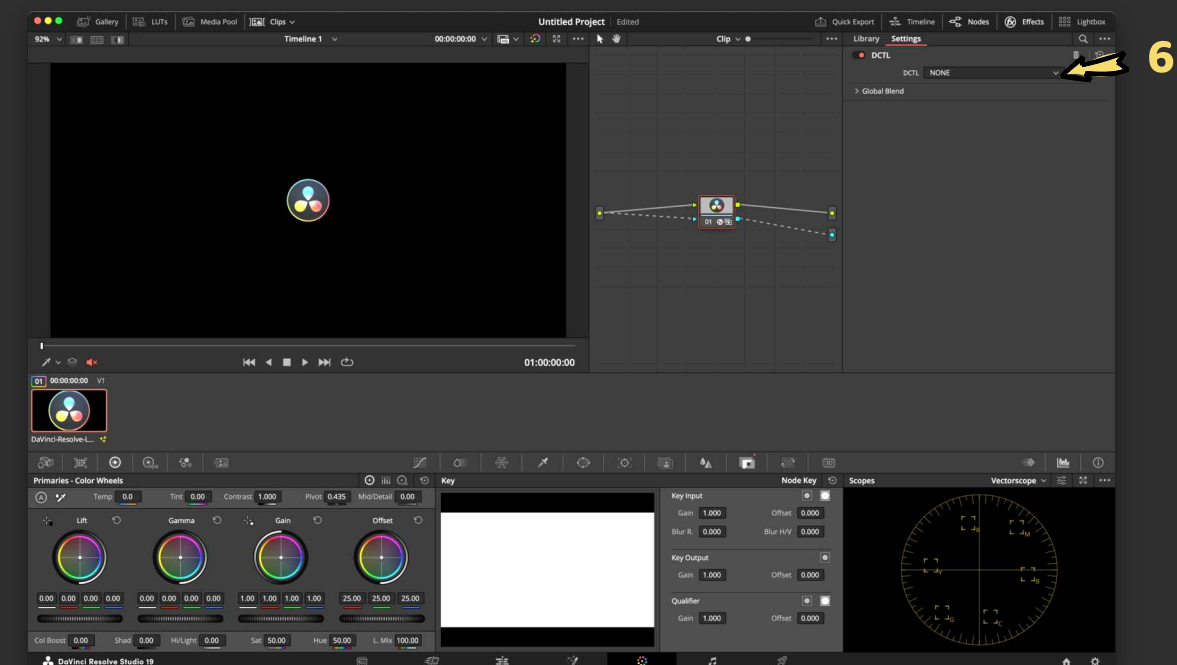 Gallery LUTs Media Pool Clips Untitled Project Edited Quick Export Timeline Nodes Effects Lightbox
92% Timeline 1 00:00:00:00 Clip Library Settings
DCTL
DCTL NONE
6
Global Blend
01
01:00:00:00
01 00:00:00:00 V1
DaVinci-Resolve-L...
Primaries - Color Wheels Key Node Key Scopes Vectorscope
A Temp 0.0 Tint 0.00 Contrast 1.000 Pivot 0.435 Mid/Detail 0.00
Lift Gamma Gain Offset
0.00 0.00 0.00 0.00 0.00 0.00 0.00 0.00 1.00 1.00 1.00 1.00 25.00 25.00 25.00
Col Boost 0.00 Shad 0.00 Hi/Light 0.00 Sat 50.00 Hue 50.00 L. Mix 100.00
Key Input
Gain 1.000 Offset 0.000
Blur R. 0.000 Blur H/V 0.000
Key Output
Gain 1.000 Offset 0.000
Qualifier
Gain 1.000 Offset 0.000
R M
Y B
G C
DaVinci Resolve Studio 19